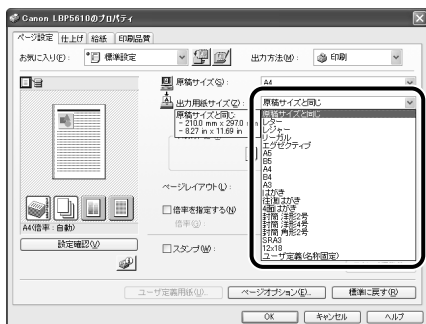 Canon LBP5610のプロパティ
ページ設定 仕上げ 給紙 印刷品質
お気に入り(F): 標準設定 出力方法(M): 印刷
原稿サイズ(S): A4
出力用紙サイズ(Z): 原稿サイズと同じ
原稿サイズと同じ
- 210.0 mm x 297.0
- 8.27 in x 11.69 in
原稿サイズと同じ
レター
レジャー
リーガル
エグゼクティブ
A5
B5
A4
B4
A3
はがき
往復はがき
4面はがき
封筒 洋形2号
封筒 洋形4号
封筒 角形2号
SRA3
12x18
ユーザ定義(名称固定)
ページレイアウト(L):
倍率を指定する(N)
倍率(Q):
スタンプ(W):
A4(倍率: 自動)
設定確認(V)
ユーザ定義用紙(U)... ページオプション(E)... 標準に戻す(R)
OK キャンセル ヘルプ